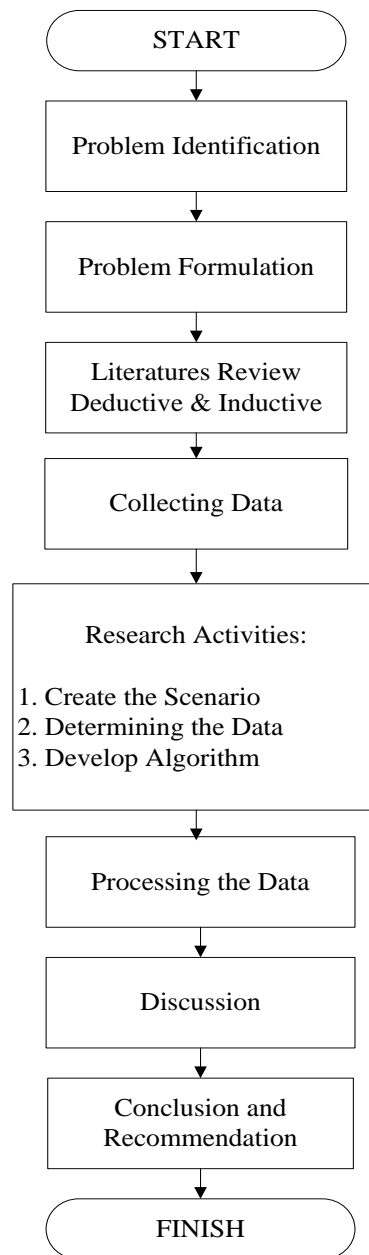 START
Problem Identification
Problem Formulation
Literatures Review
Deductive & Inductive
Collecting Data
Research Activities:
1. Create the Scenario
2. Determining the Data
3. Develop Algorithm
Processing the Data
Discussion
Conclusion and
Recommendation
FINISH